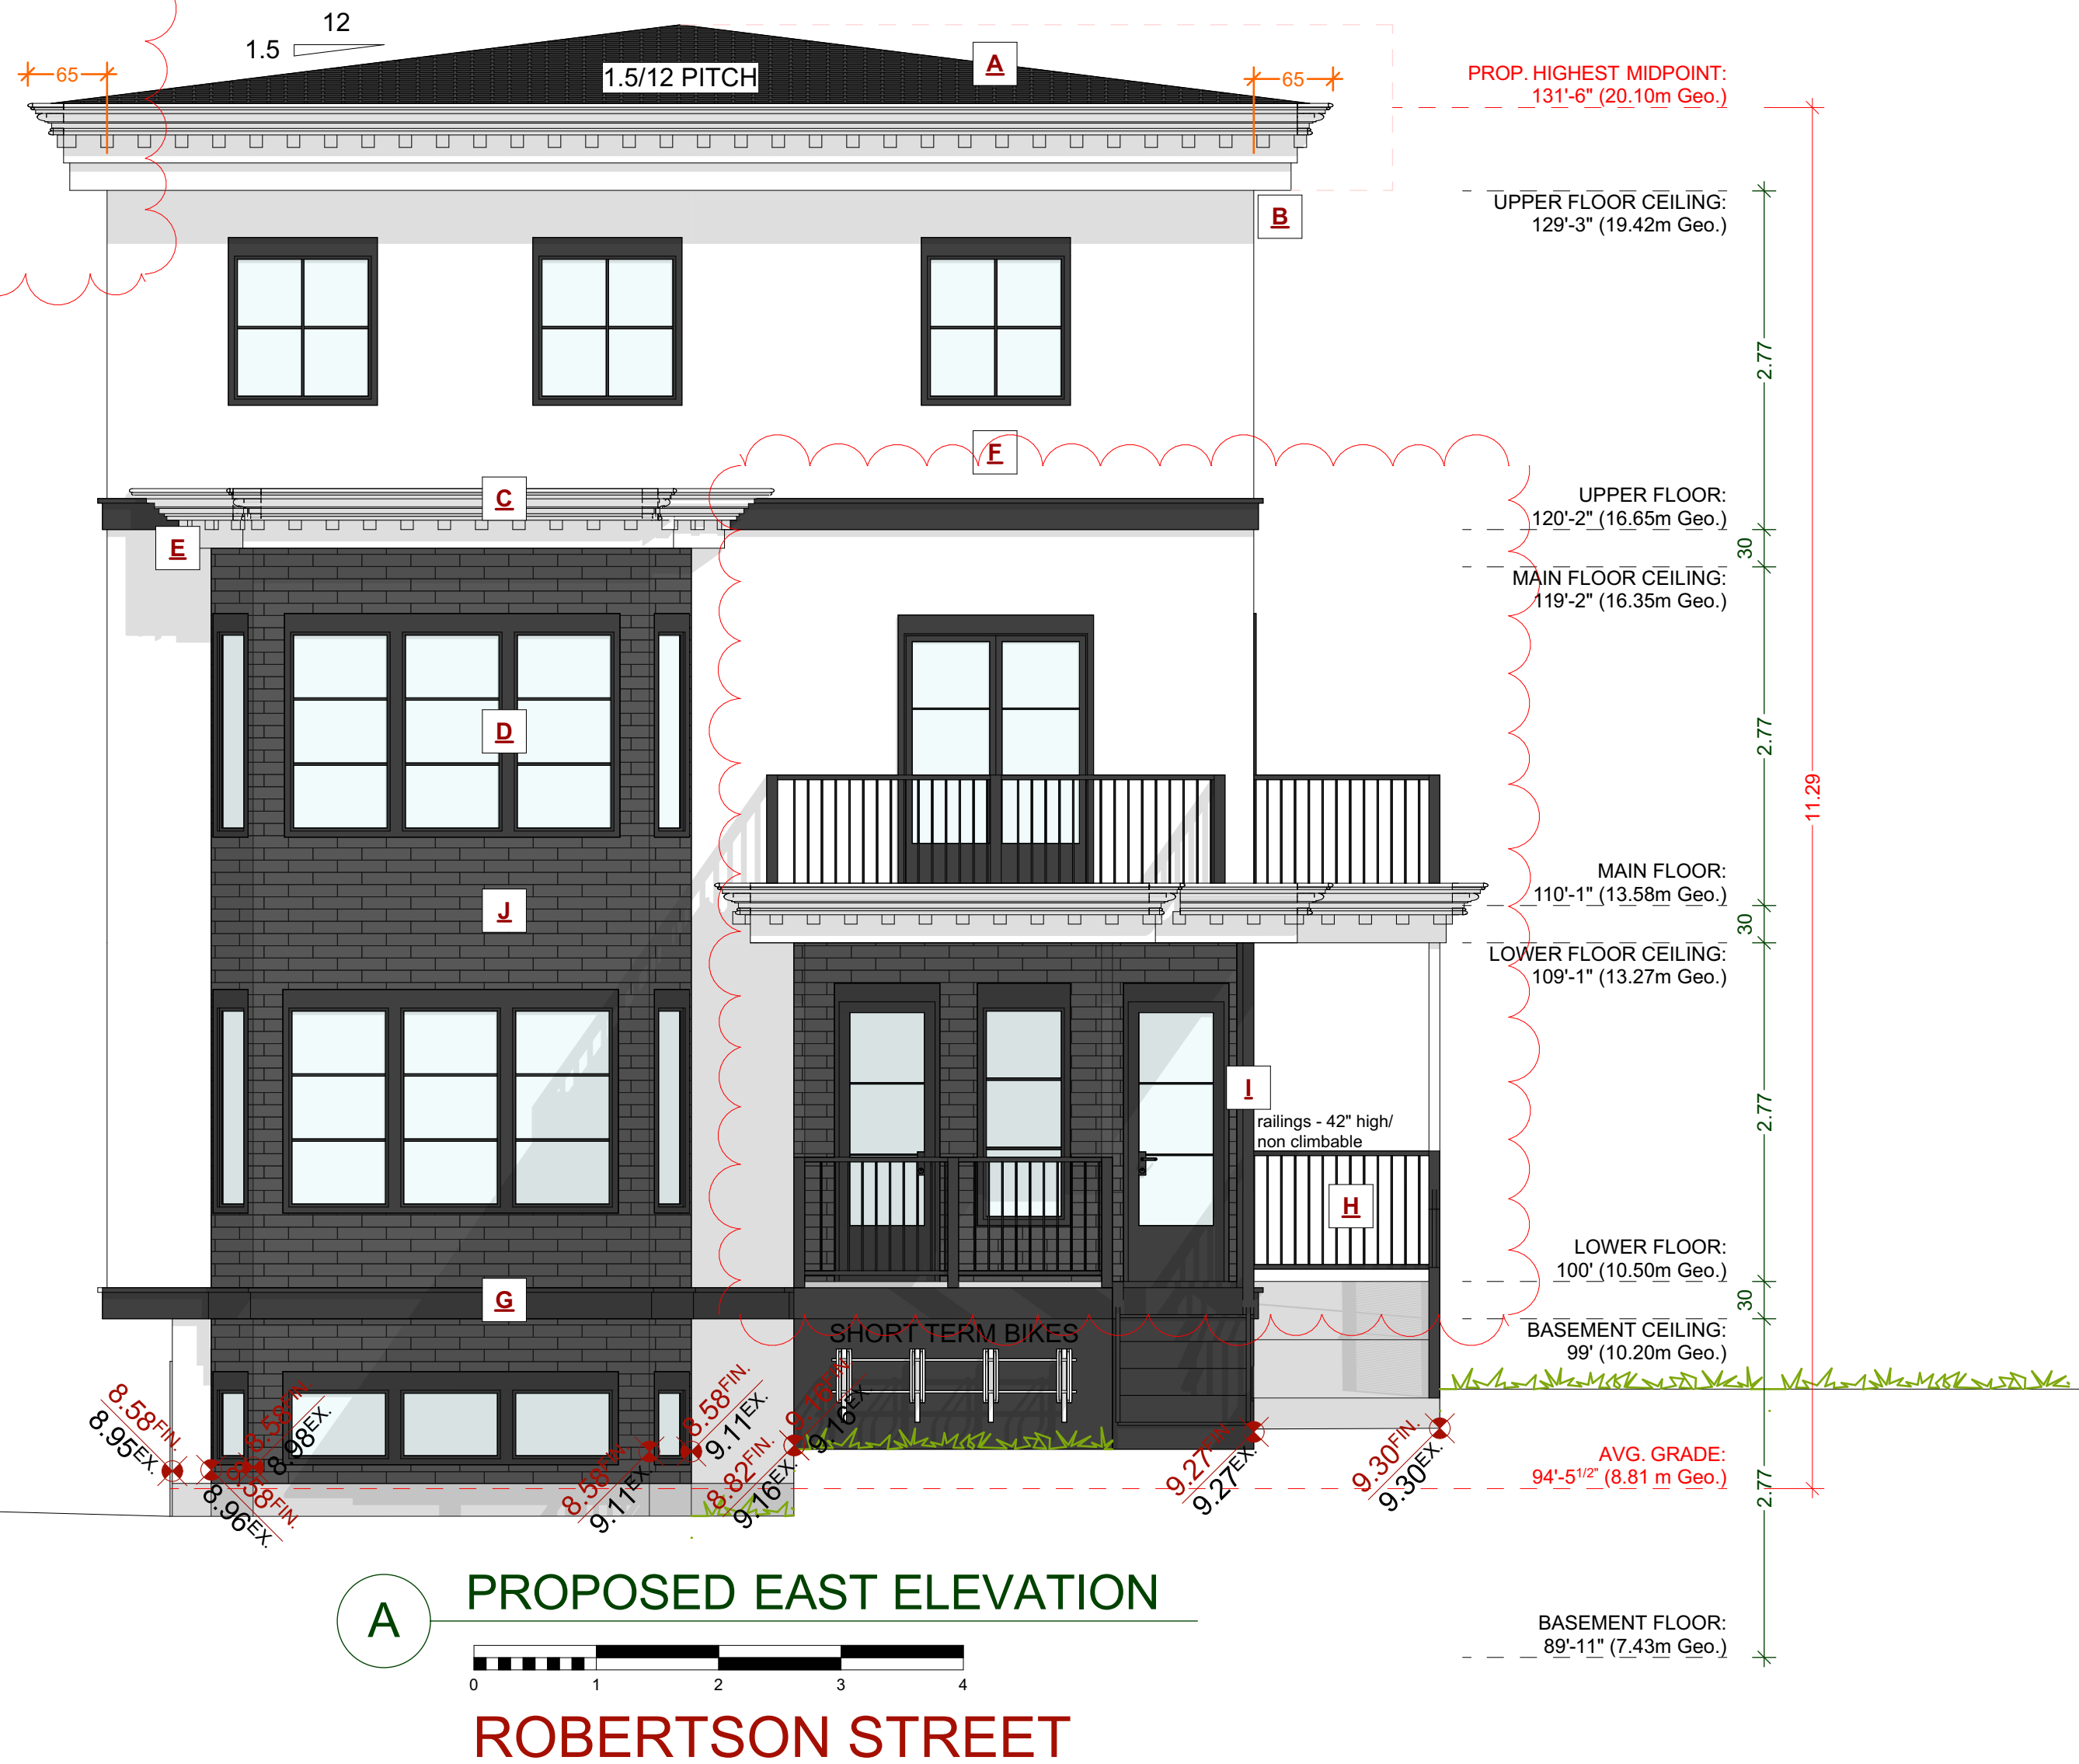 12
1.5
1.5/12 PITCH
65
65
A
PROP. HIGHEST MIDPOINT:
131'-6" (20.10m Geo.)
B
UPPER FLOOR CEILING:
129'-3" (19.42m Geo.)
2.77
F
C
E
UPPER FLOOR:
120'-2" (16.65m Geo.)
30
MAIN FLOOR CEILING:
119'-2" (16.35m Geo.)
D
2.77
11.29
J
MAIN FLOOR:
110'-1" (13.58m Geo.)
30
LOWER FLOOR CEILING:
109'-1" (13.27m Geo.)
I
railings - 42" high/
non climbable
2.77
H
LOWER FLOOR:
100' (10.50m Geo.)
30
G
SHORT TERM BIKES
BASEMENT CEILING:
99' (10.20m Geo.)
8.58FIN.
8.95EX.
8.58FIN.
8.98EX.
8.58FIN.
8.96EX.
8.58FIN.
9.11EX.
8.58FIN.
9.11EX.
8.82FIN.
9.16EX.
9.16FIN.
9.16EX.
9.27FIN.
9.27EX.
9.30FIN.
9.30EX.
AVG. GRADE:
94'-51/2" (8.81 m Geo.)
2.77
A
PROPOSED EAST ELEVATION
BASEMENT FLOOR:
89'-11" (7.43m Geo.)
0 1 2 3 4
ROBERTSON STREET